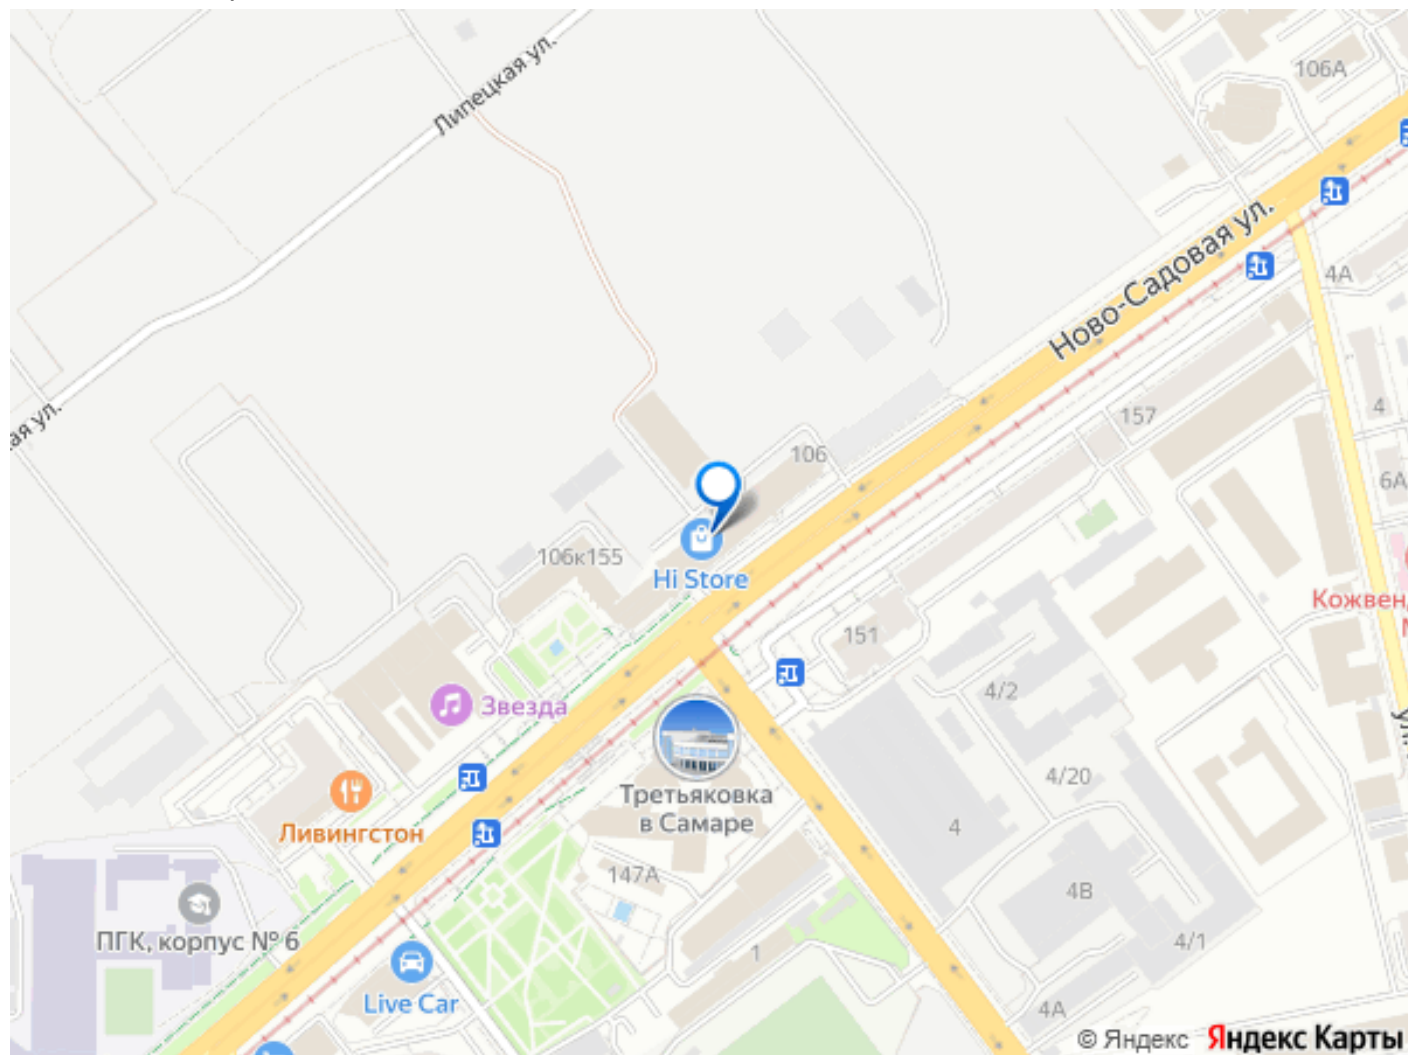 Липецкая ул.
106А
Ново-Садовая ул.
4А
157
4
6А
ая ул.
106
106к155
Hi Store
Кожвен
151
4/2
Звезда
4/20
Третьяковка
в Самаре
Ливингстон
4
147А
4В
ПГК, корпус № 6
1
4/1
Live Car
4А
© Яндекс Яндекс Карты